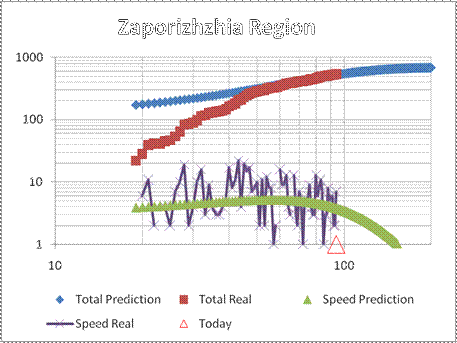 Zaporizhzhia Region
1000
100
10
1
10 100
Total Prediction Total Real Speed Prediction
Speed Real Today